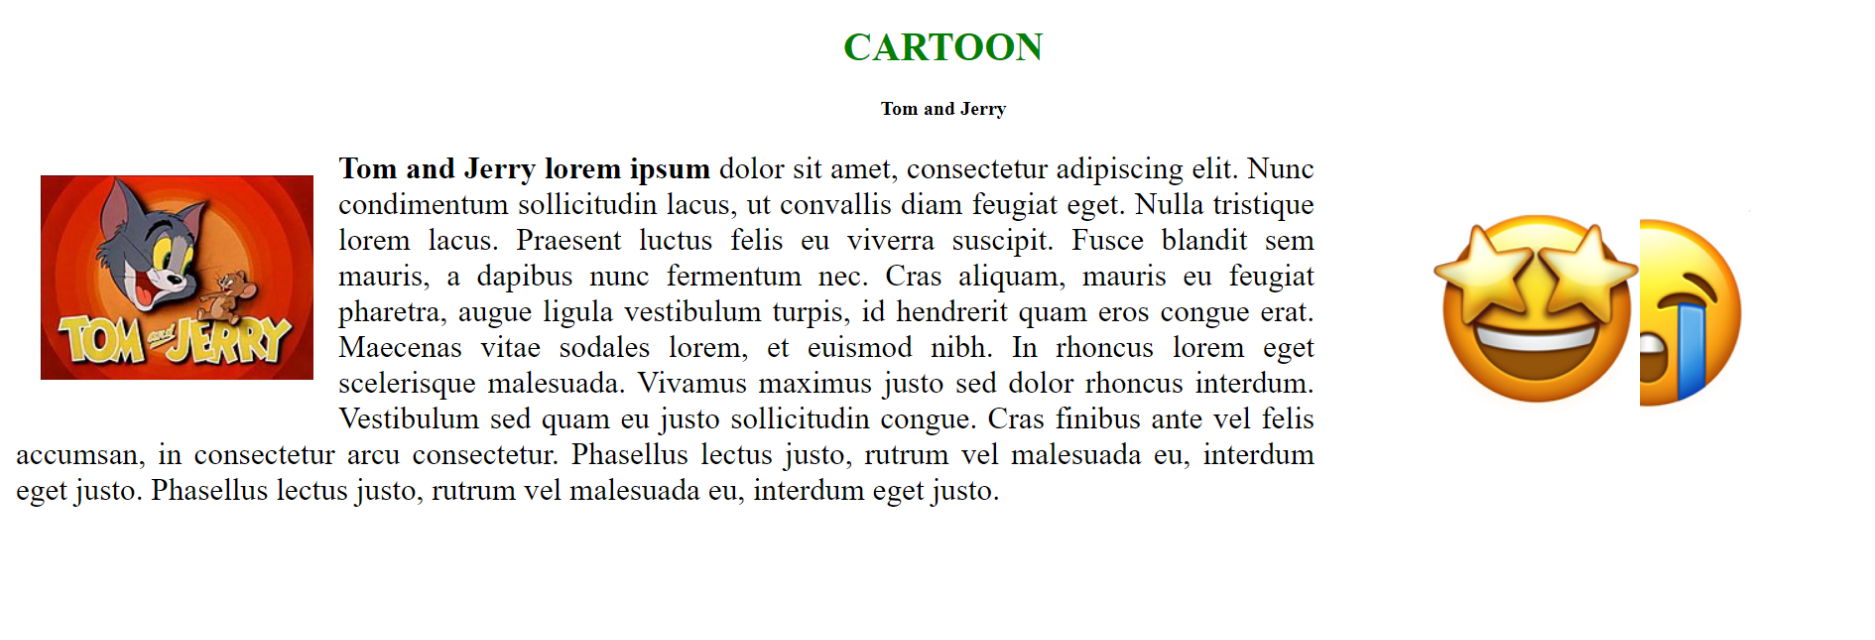 CARTOON
Tom and Jerry
Tom and Jerry lorem ipsum dolor sit amet, consectetur adipiscing elit. Nunc
condimentum sollicitudin lacus, ut convallis diam feugiat eget. Nulla tristique
lorem lacus. Praesent luctus felis eu viverra suscipit. Fusce blandit sem
mauris, a dapibus nunc fermentum nec. Cras aliquam, mauris eu feugiat
pharetra, augue ligula vestibulum turpis, id hendrerit quam eros congue erat.
Maecenas vitae sodales lorem, et euismod nibh. In rhoncus lorem eget
scelerisque malesuada. Vivamus maximus justo sed dolor rhoncus interdum.
Vestibulum sed quam eu justo sollicitudin congue. Cras finibus ante vel felis
accumsan, in consectetur arcu consectetur. Phasellus lectus justo, rutrum vel malesuada eu, interdum
eget justo. Phasellus lectus justo, rutrum vel malesuada eu, interdum eget justo.
TOM and JERRY